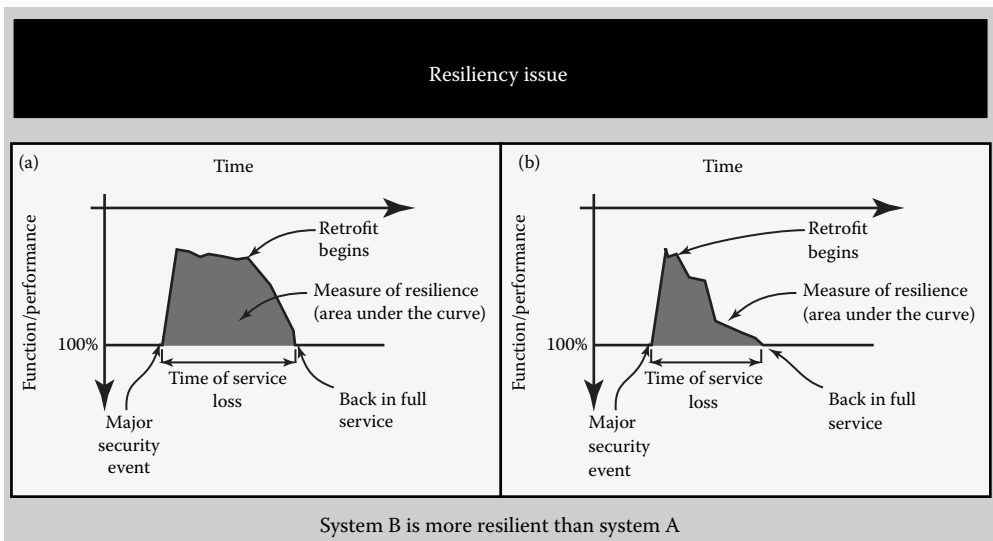 Resiliency issue
(a)
Time
Function/performance
Retrofit
begins
Measure of resilience
(area under the curve)
100%
Time of service
loss
Major
security
event
Back in full
service
(b)
Time
Function/performance
Retrofit
begins
Measure of resilience
(area under the curve)
100%
Time of service
loss
Major
security
event
Back in full
service
System B is more resilient than system A